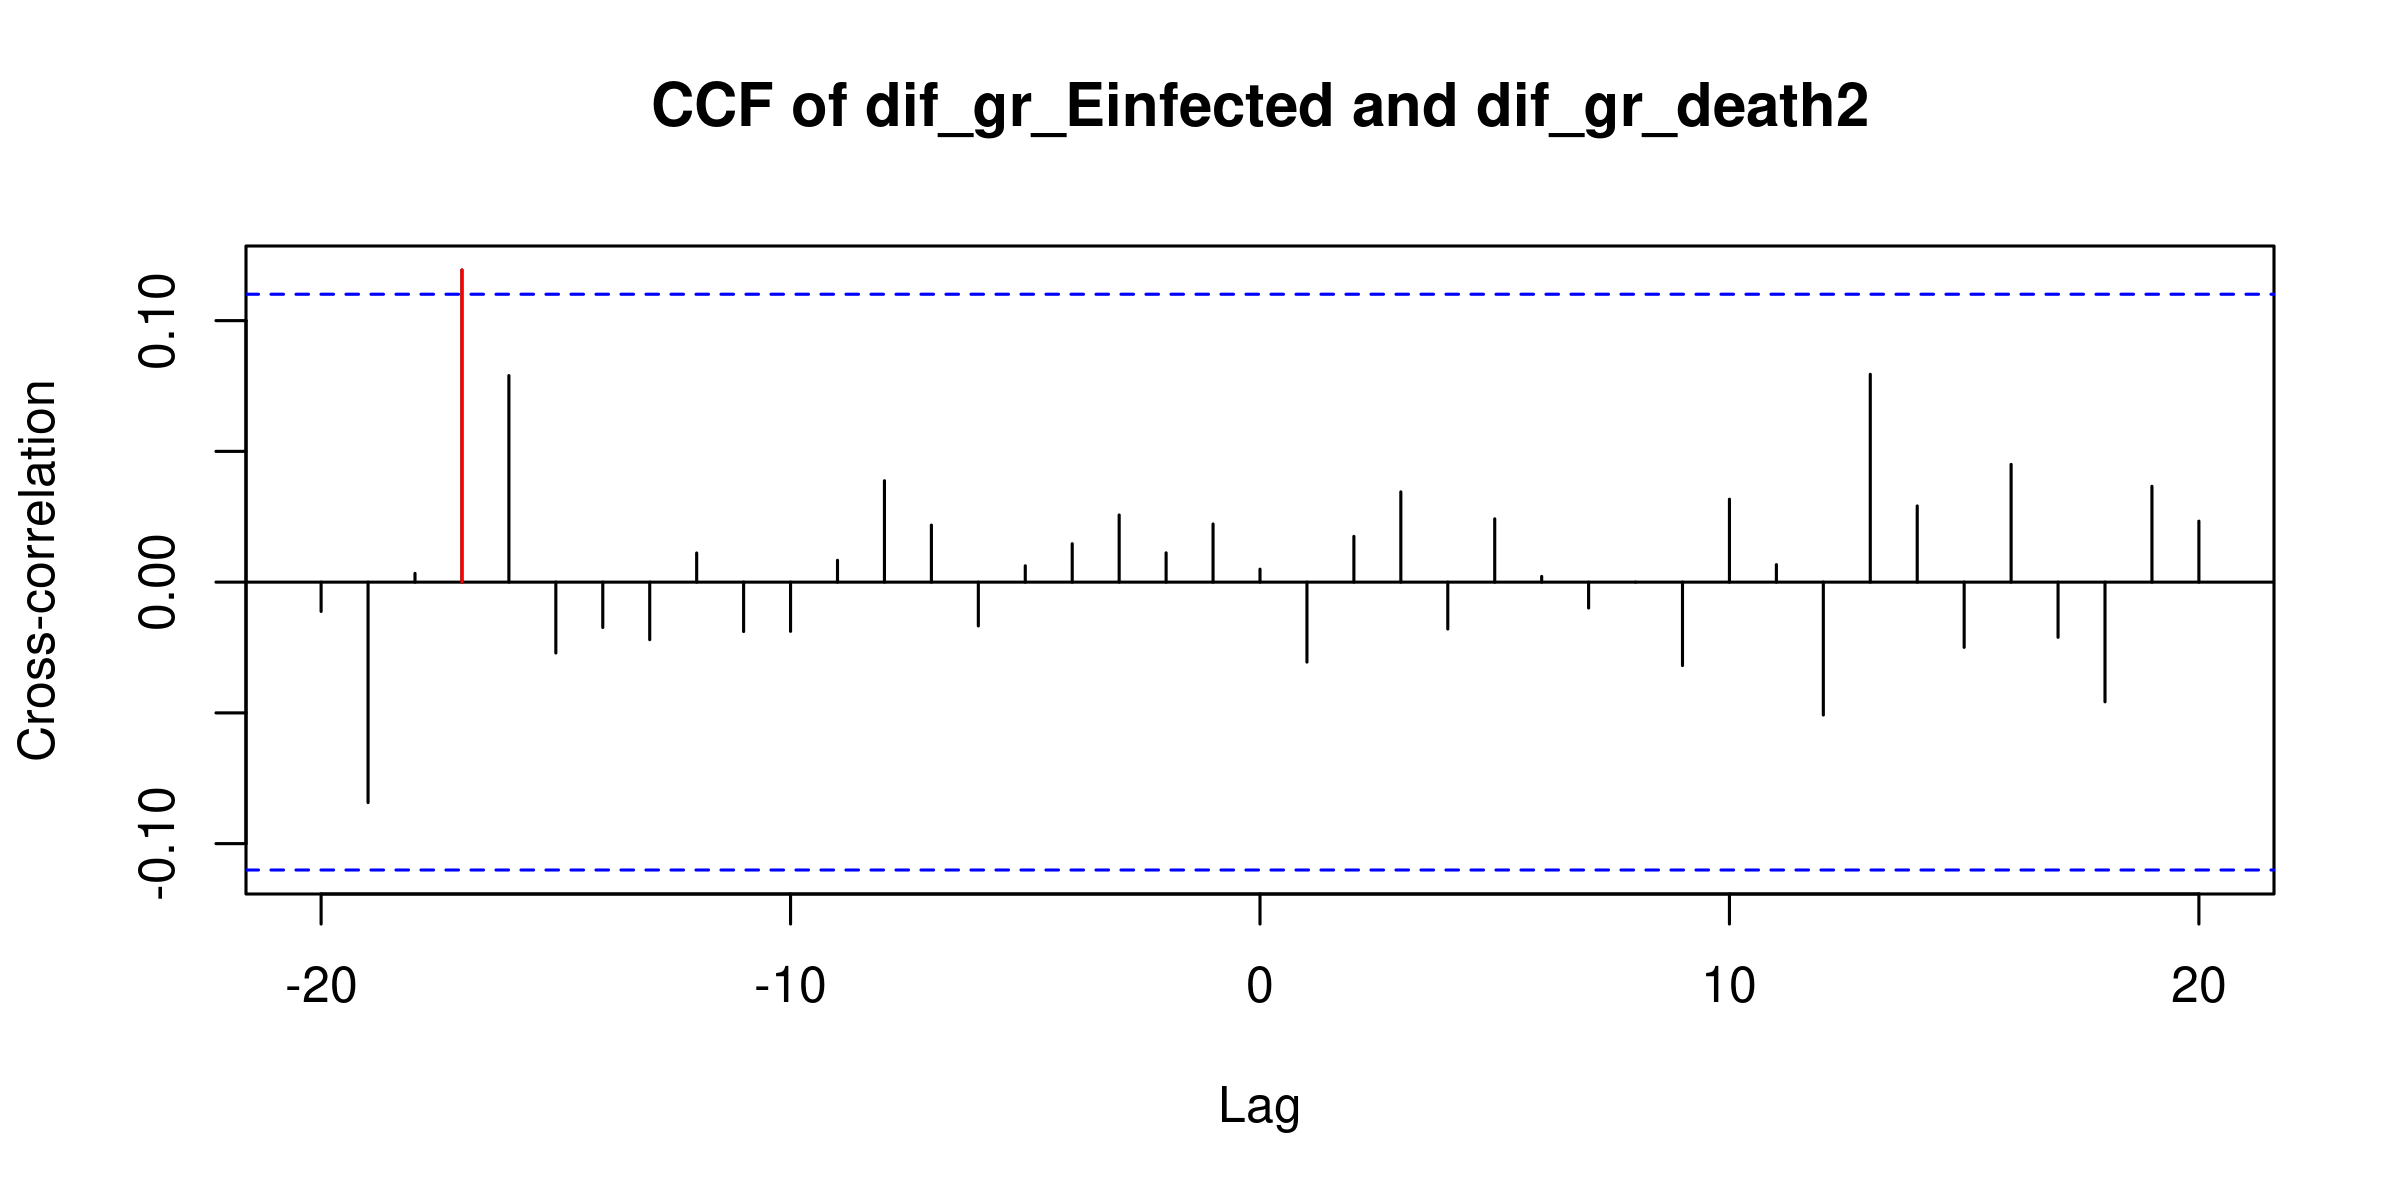 CCF of dif_gr_Einfected and dif_gr_death2
Cross-correlation
0.10
0.00
-0.10
-20 -10 0 10 20
Lag